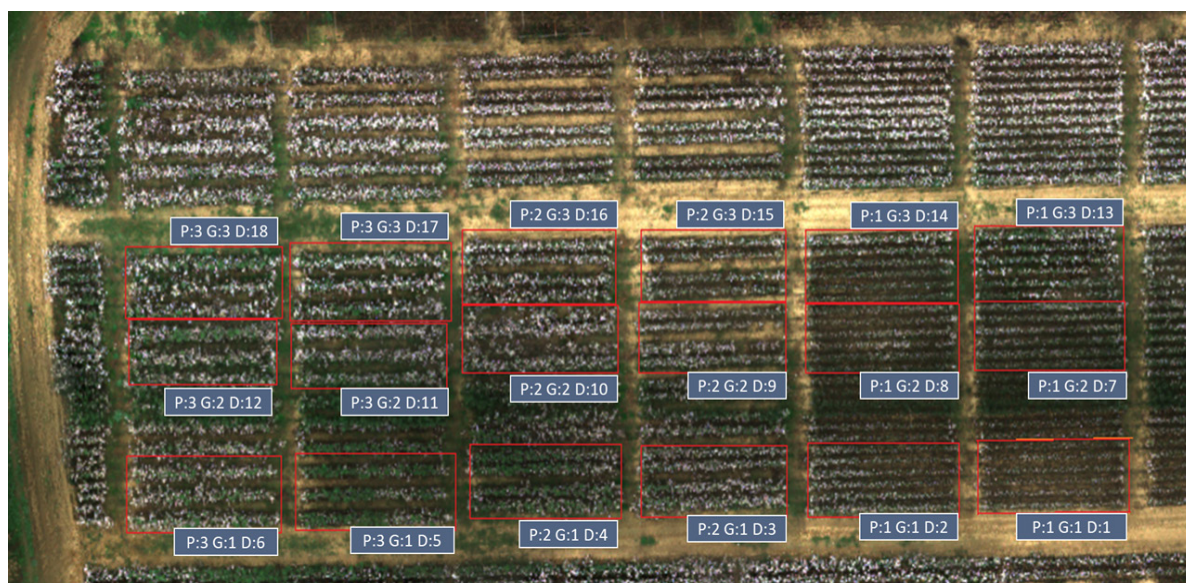 P:3 G:3 D:18
P:3 G:3 D:17
P:2 G:3 D:16
P:2 G:3 D:15
P:1 G:3 D:14
P:1 G:3 D:13
P:3 G:2 D:12
P:3 G:2 D:11
P:2 G:2 D:10
P:2 G:2 D:9
P:1 G:2 D:8
P:1 G:2 D:7
P:3 G:1 D:6
P:3 G:1 D:5
P:2 G:1 D:4
P:2 G:1 D:3
P:1 G:1 D:2
P:1 G:1 D:1